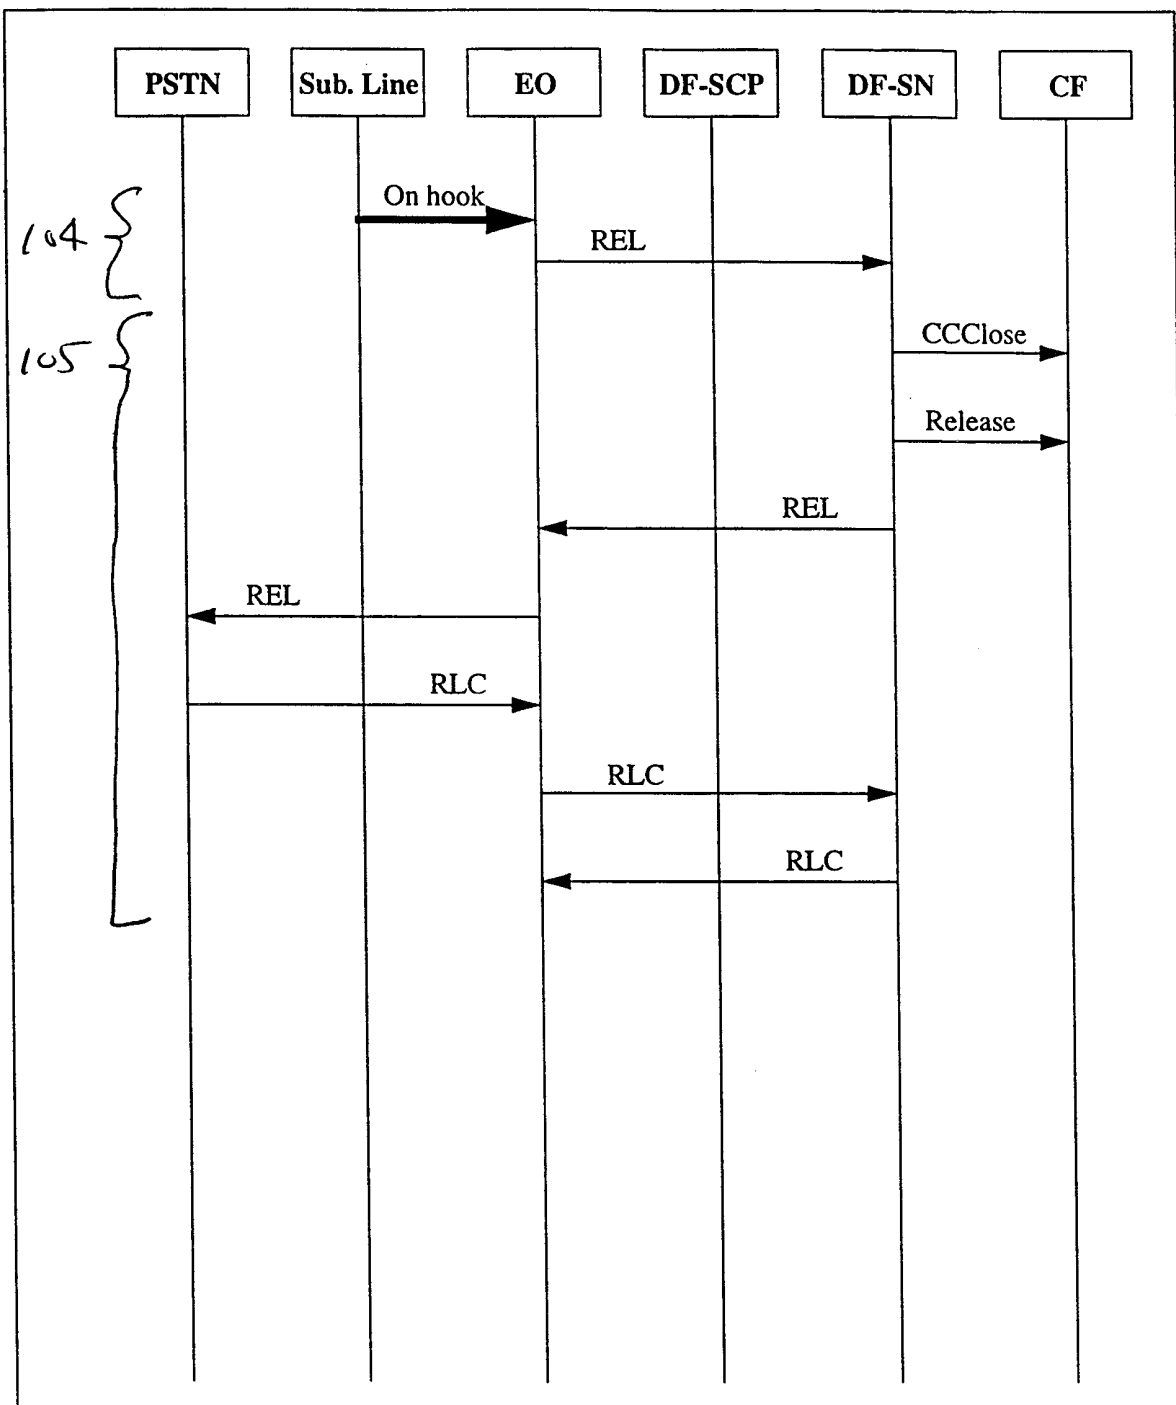 PSTN Sub. Line EO DF-SCP DF-SN CF
On hook
104
REL
CCClose
105
Release
REL
REL
RLC
RLC
RLC